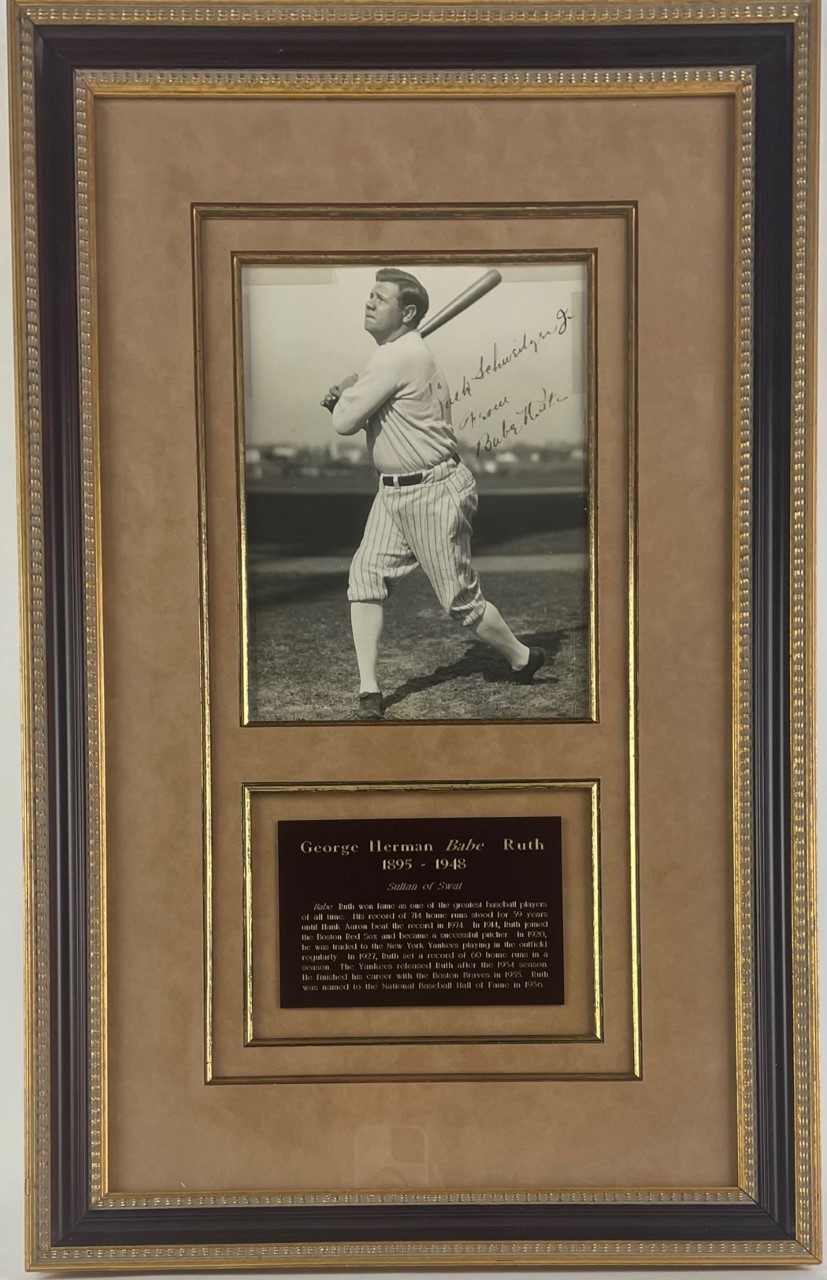 To
Jack Schweidger Jr
From
Babe Ruth
George Herman Babe Ruth
1895 - 1948
Sultan of Swat
Babe Ruth won fame as one of the greatest baseball players
of all time. His record of 714 home runs stood for 39 years
until Hank Aaron beat the record in 1974. In 1914, Ruth joined
the Boston Red Sox and became a successful pitcher. In 1920,
he was traded to the New York Yankees playing in the outfield
regularly. In 1927, Ruth set a record of 60 home runs in a
season. The Yankees released Ruth after the 1934 season.
He finished his career with the Boston Braves in 1935. Ruth
was named to the National Baseball Hall of Fame in 1936.